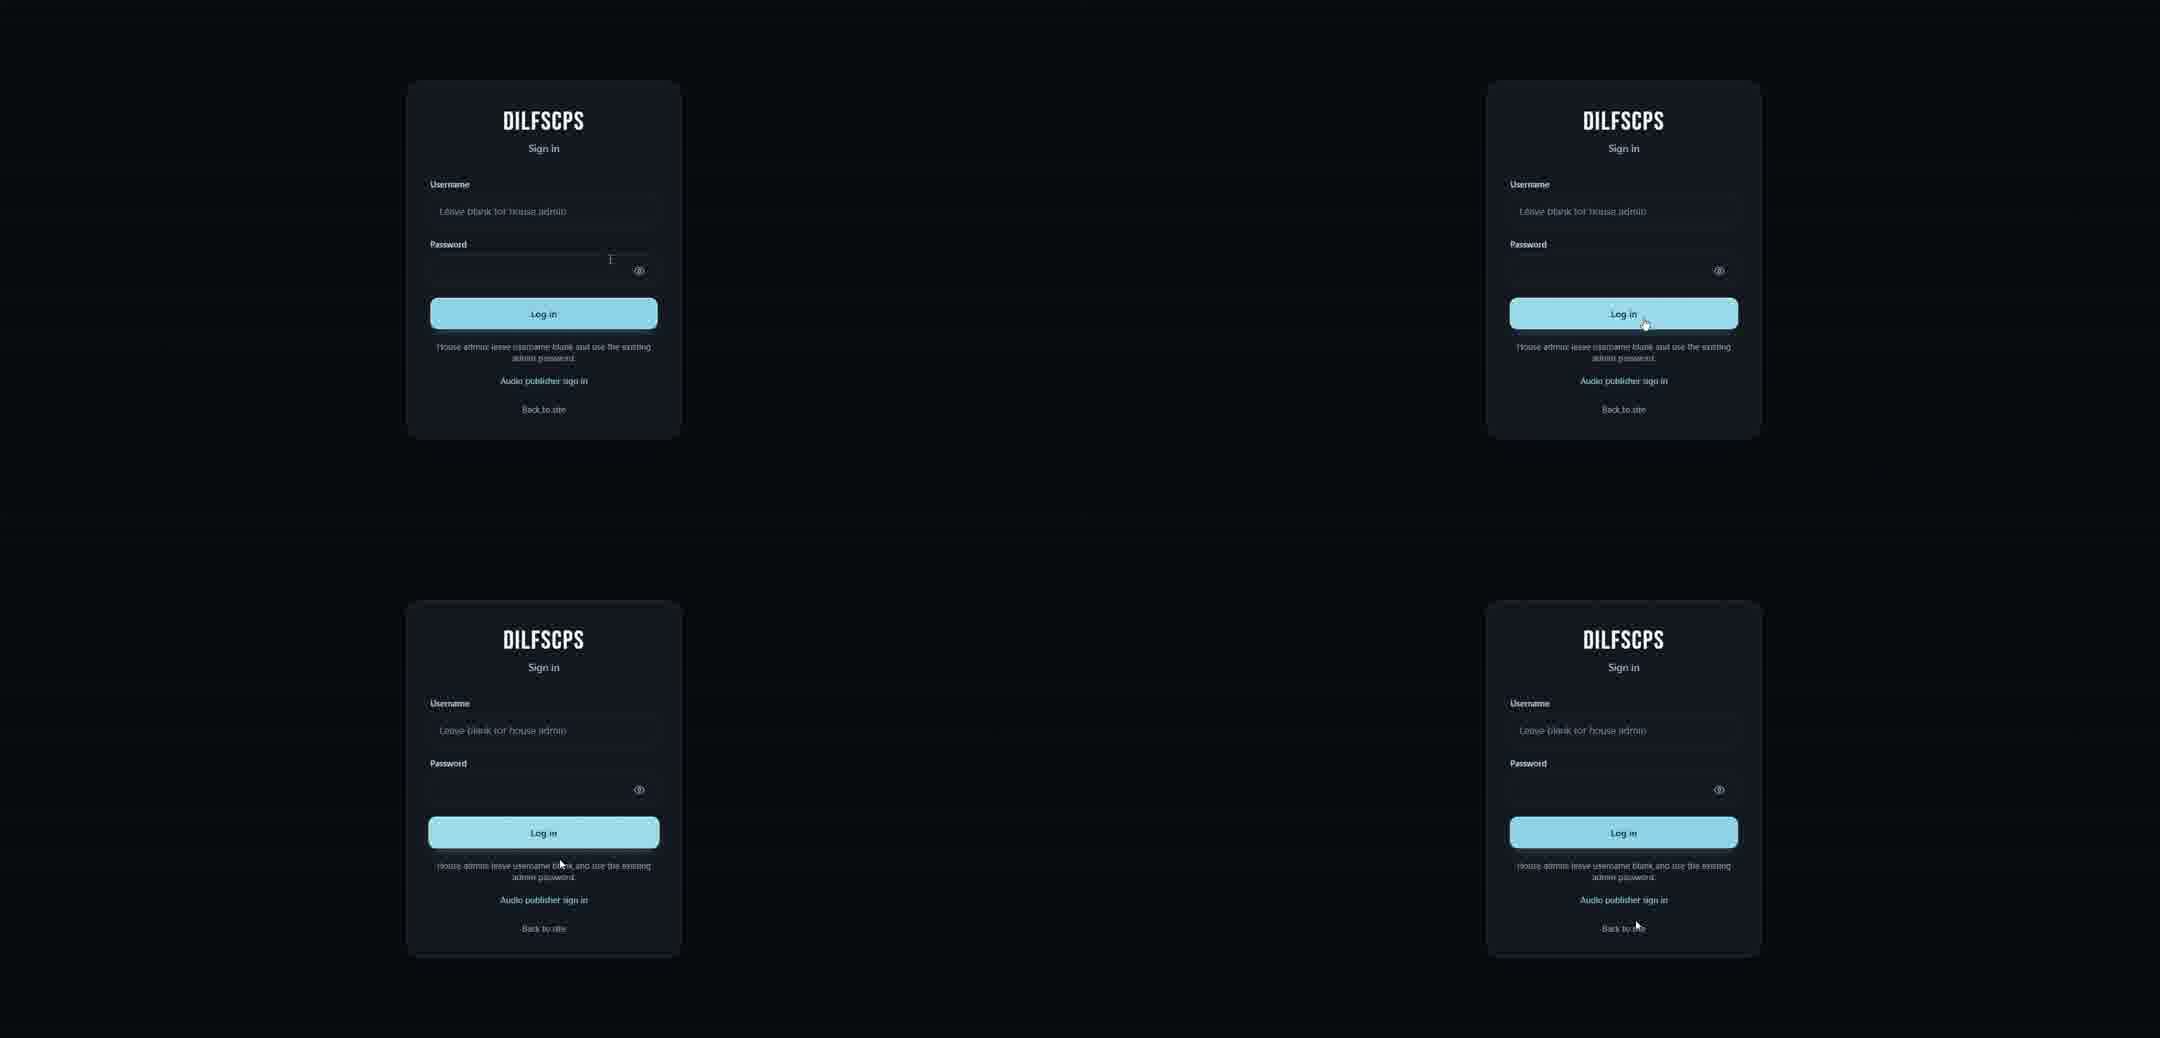 DILFSCPS
Sign in
Username
Leave blank for house admin
Password
Log in
House admin: leave username blank and use the existing
admin password.
Audio publisher sign in
Back to site
DILFSCPS
Sign in
Username
Leave blank for house admin
Password
Log in
House admin: leave username blank and use the existing
admin password.
Audio publisher sign in
Back to site
DILFSCPS
Sign in
Username
Leave blank for house admin
Password
Log in
House admin: leave username blank and use the existing
admin password.
Audio publisher sign in
Back to site
DILFSCPS
Sign in
Username
Leave blank for house admin
Password
Log in
House admin: leave username blank and use the existing
admin password.
Audio publisher sign in
Back to site